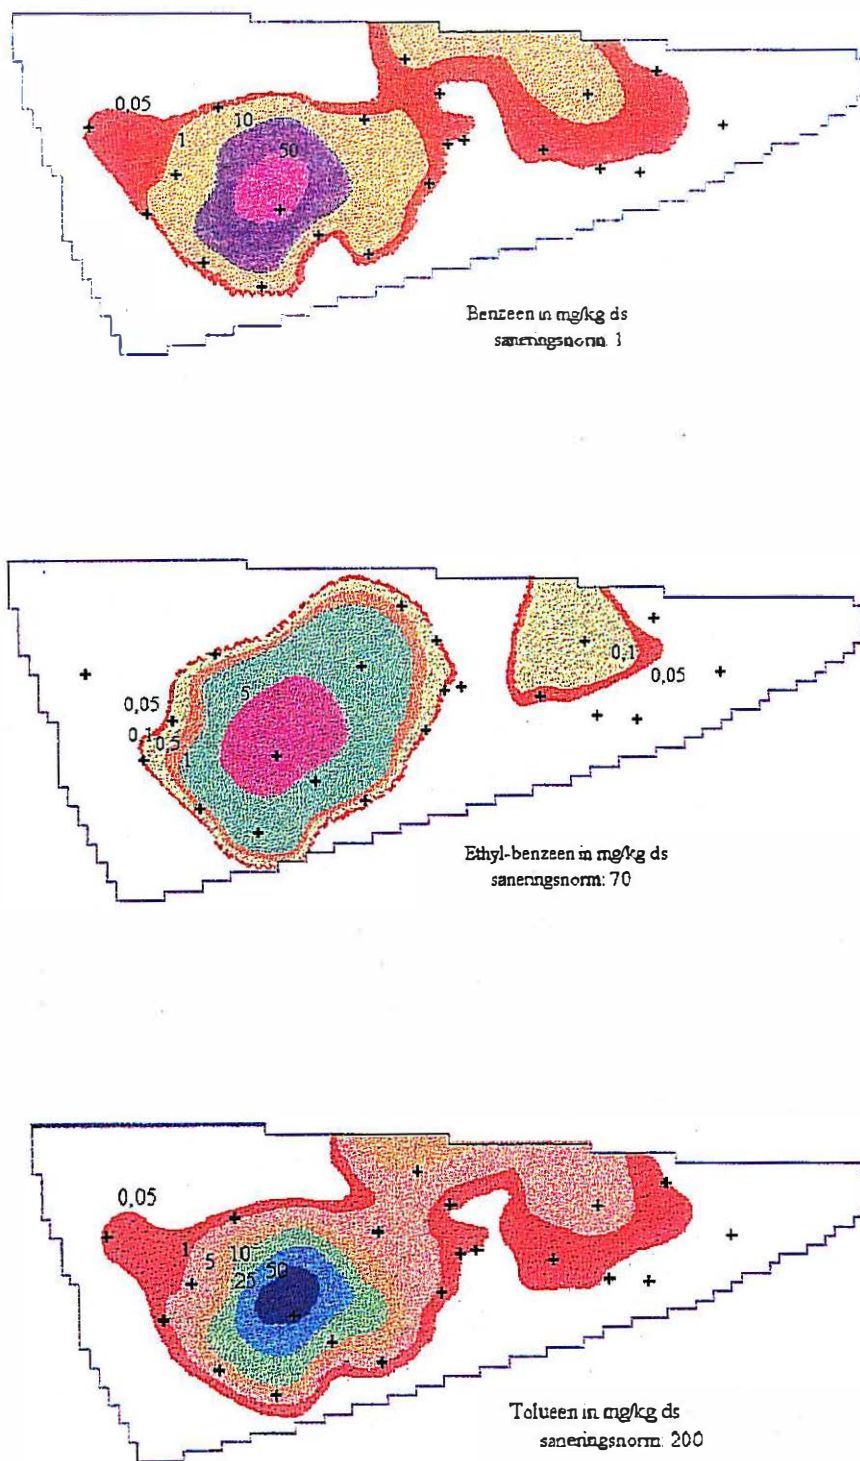 0,05
10
1
50
Benzeen in mg/kg ds
saneringsnorm: 1
5
0,1
0,05
0,05
0,1
0,5
1
Ethyl-benzeen in mg/kg ds
saneringsnorm: 70
0,05
1
5
10
25
50
Tolueen in mg/kg ds
saneringsnorm: 200